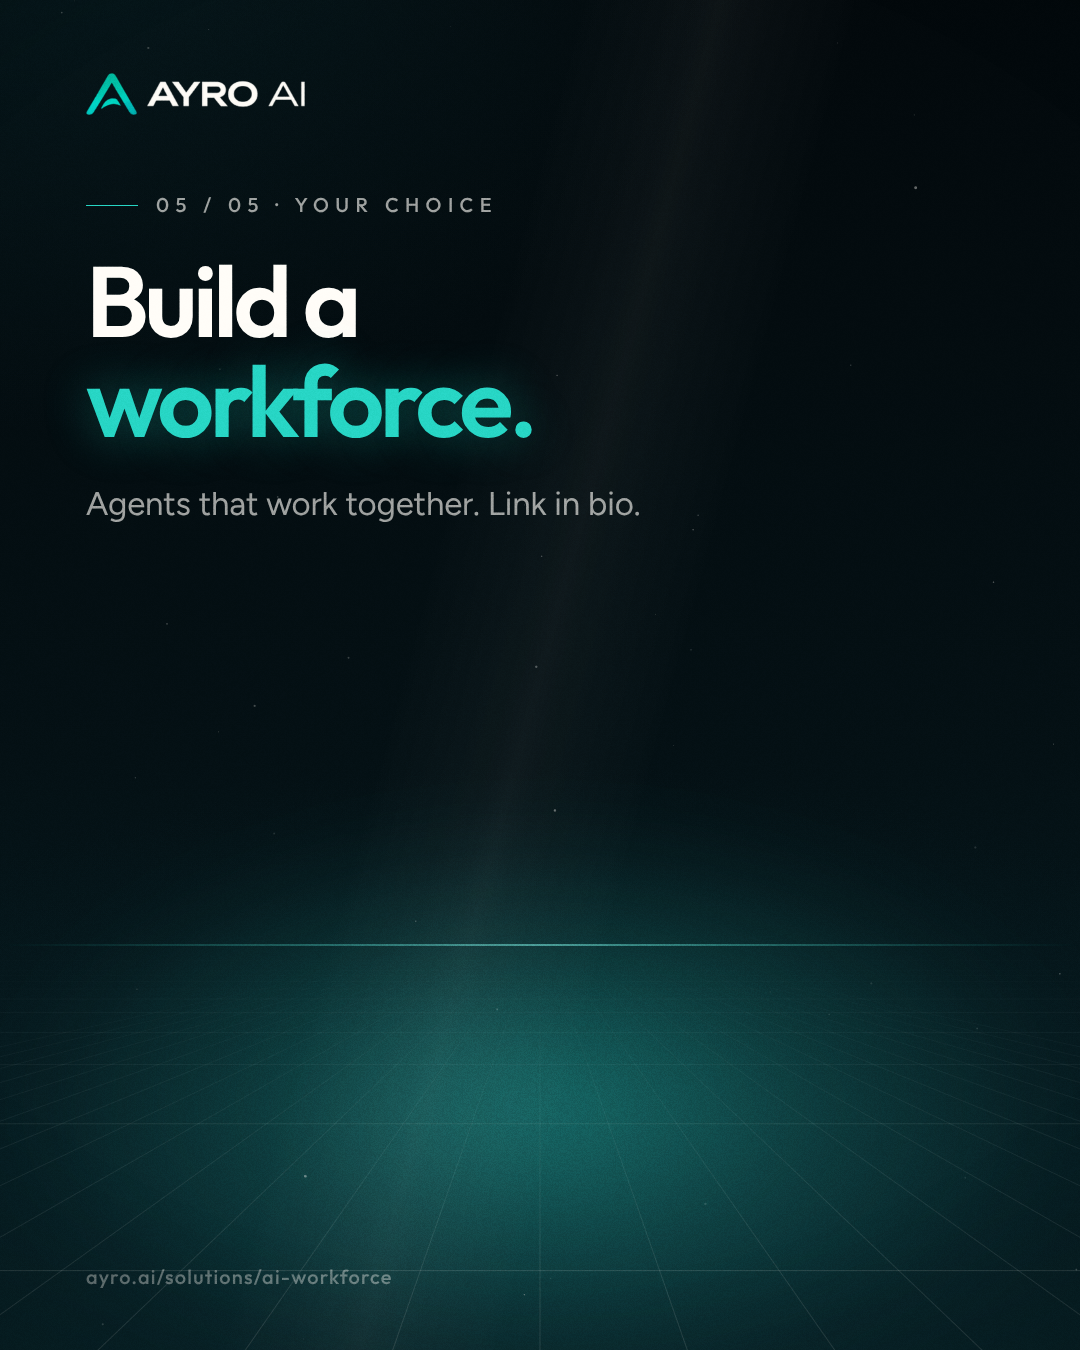 AYRO AI
05 / 05 · YOUR CHOICE
Build a
workforce.
Agents that work together. Link in bio.
ayro.ai/solutions/ai-workforce